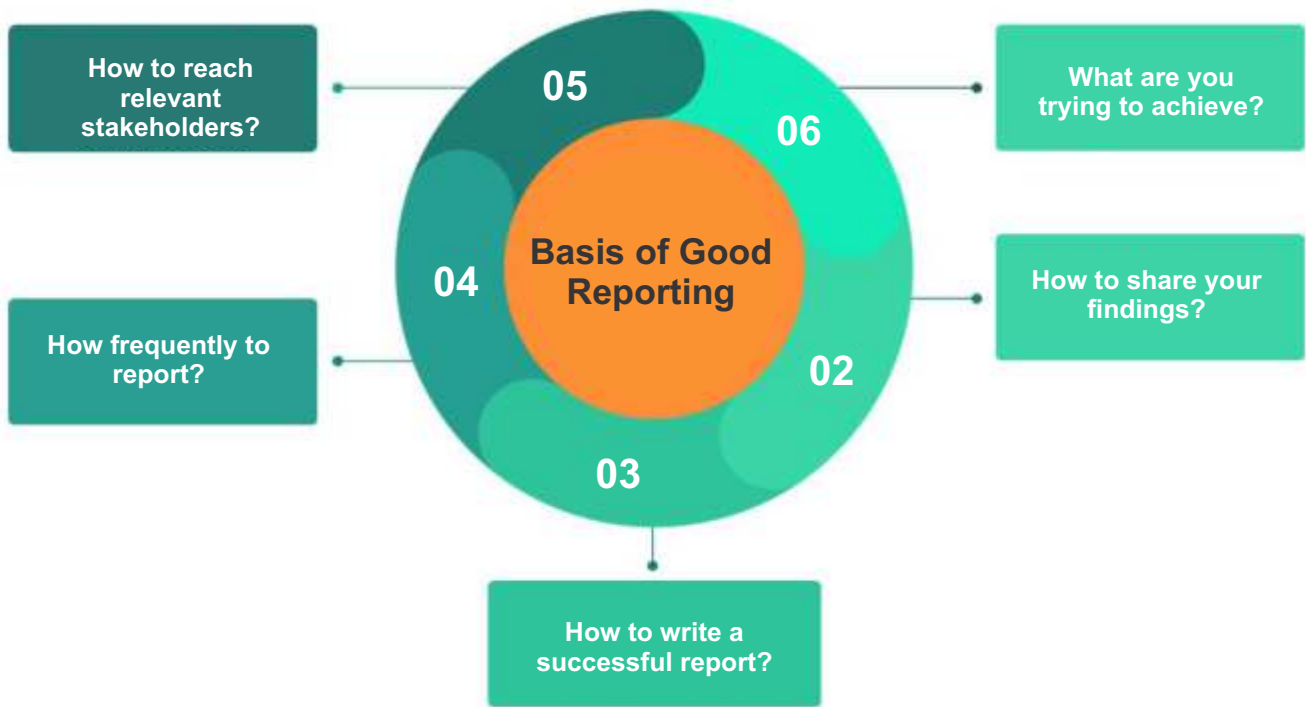 How to reach
relevant
stakeholders?
05
06
What are you
trying to achieve?
Basis of Good
Reporting
04
How to share your
findings?
How frequently to
report?
02
03
How to write a
successful report?